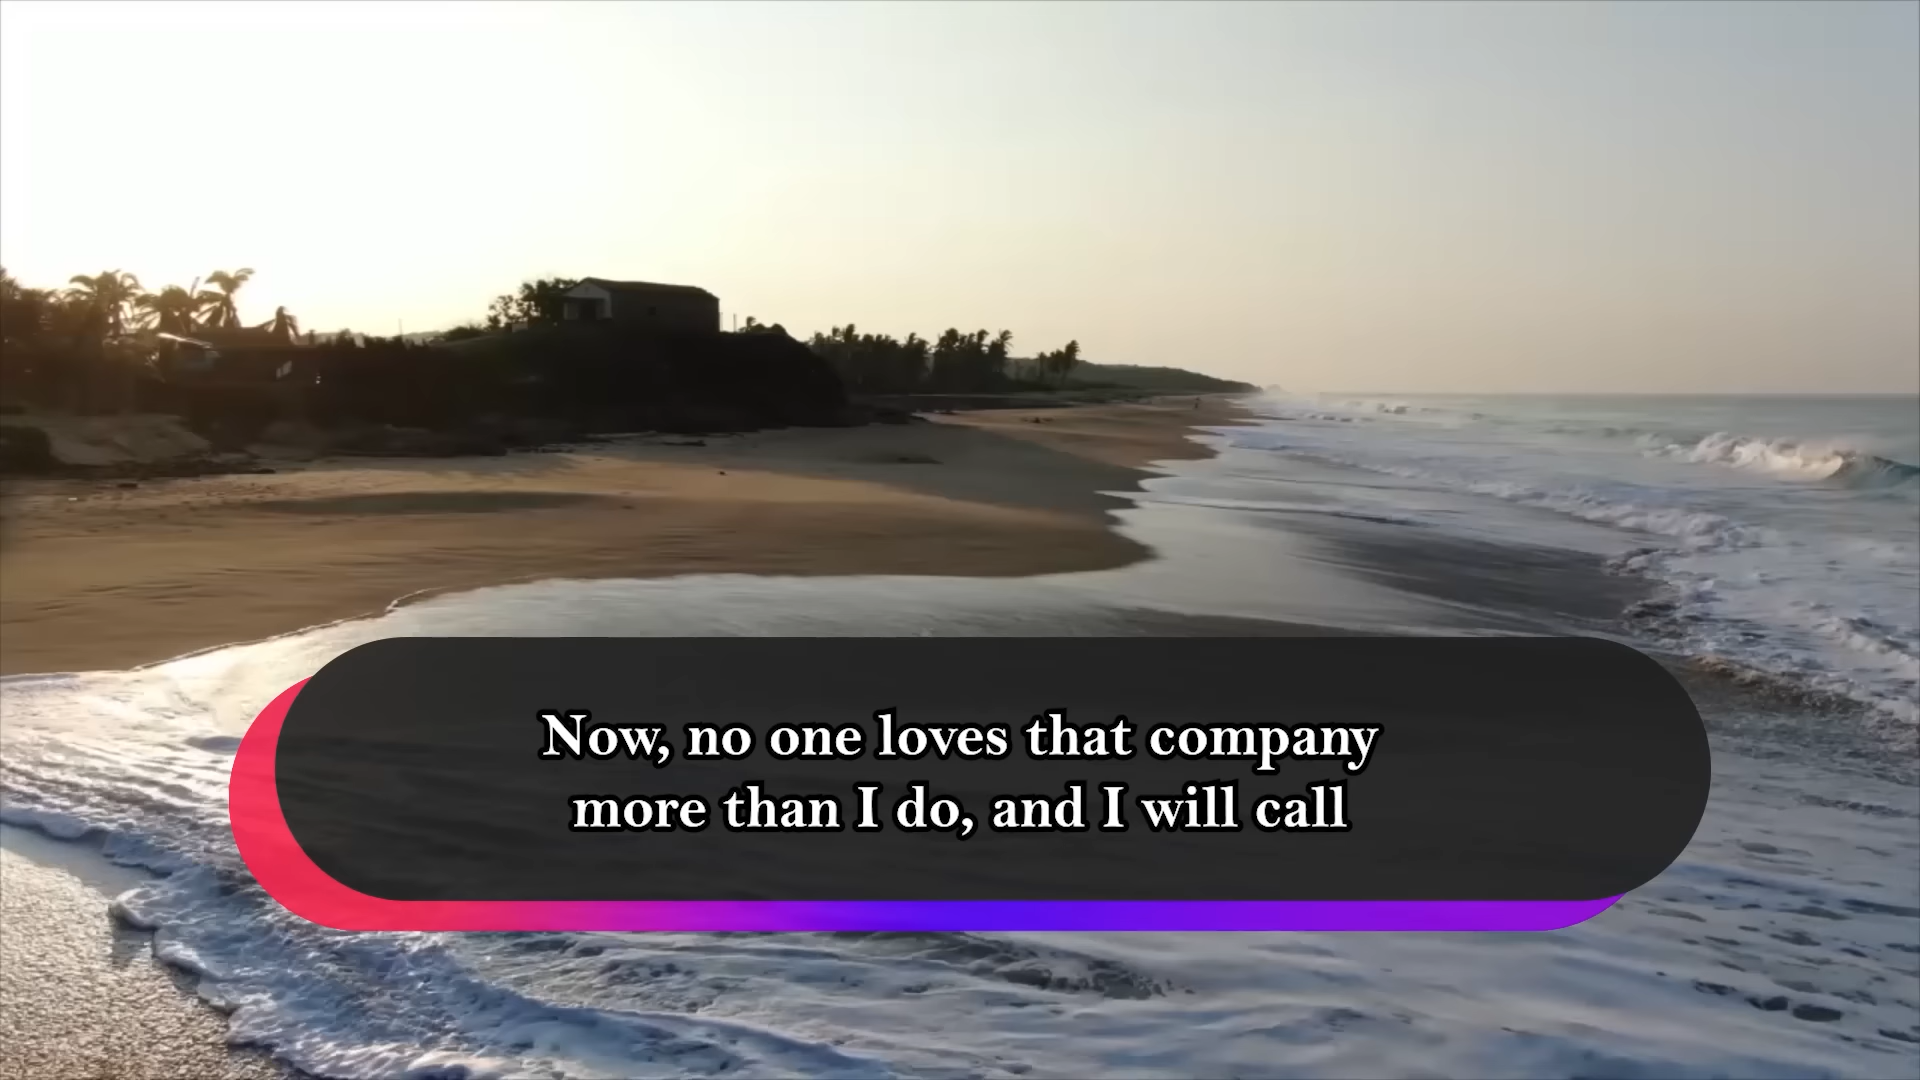 Now, no one loves that company
more than I do, and I will call